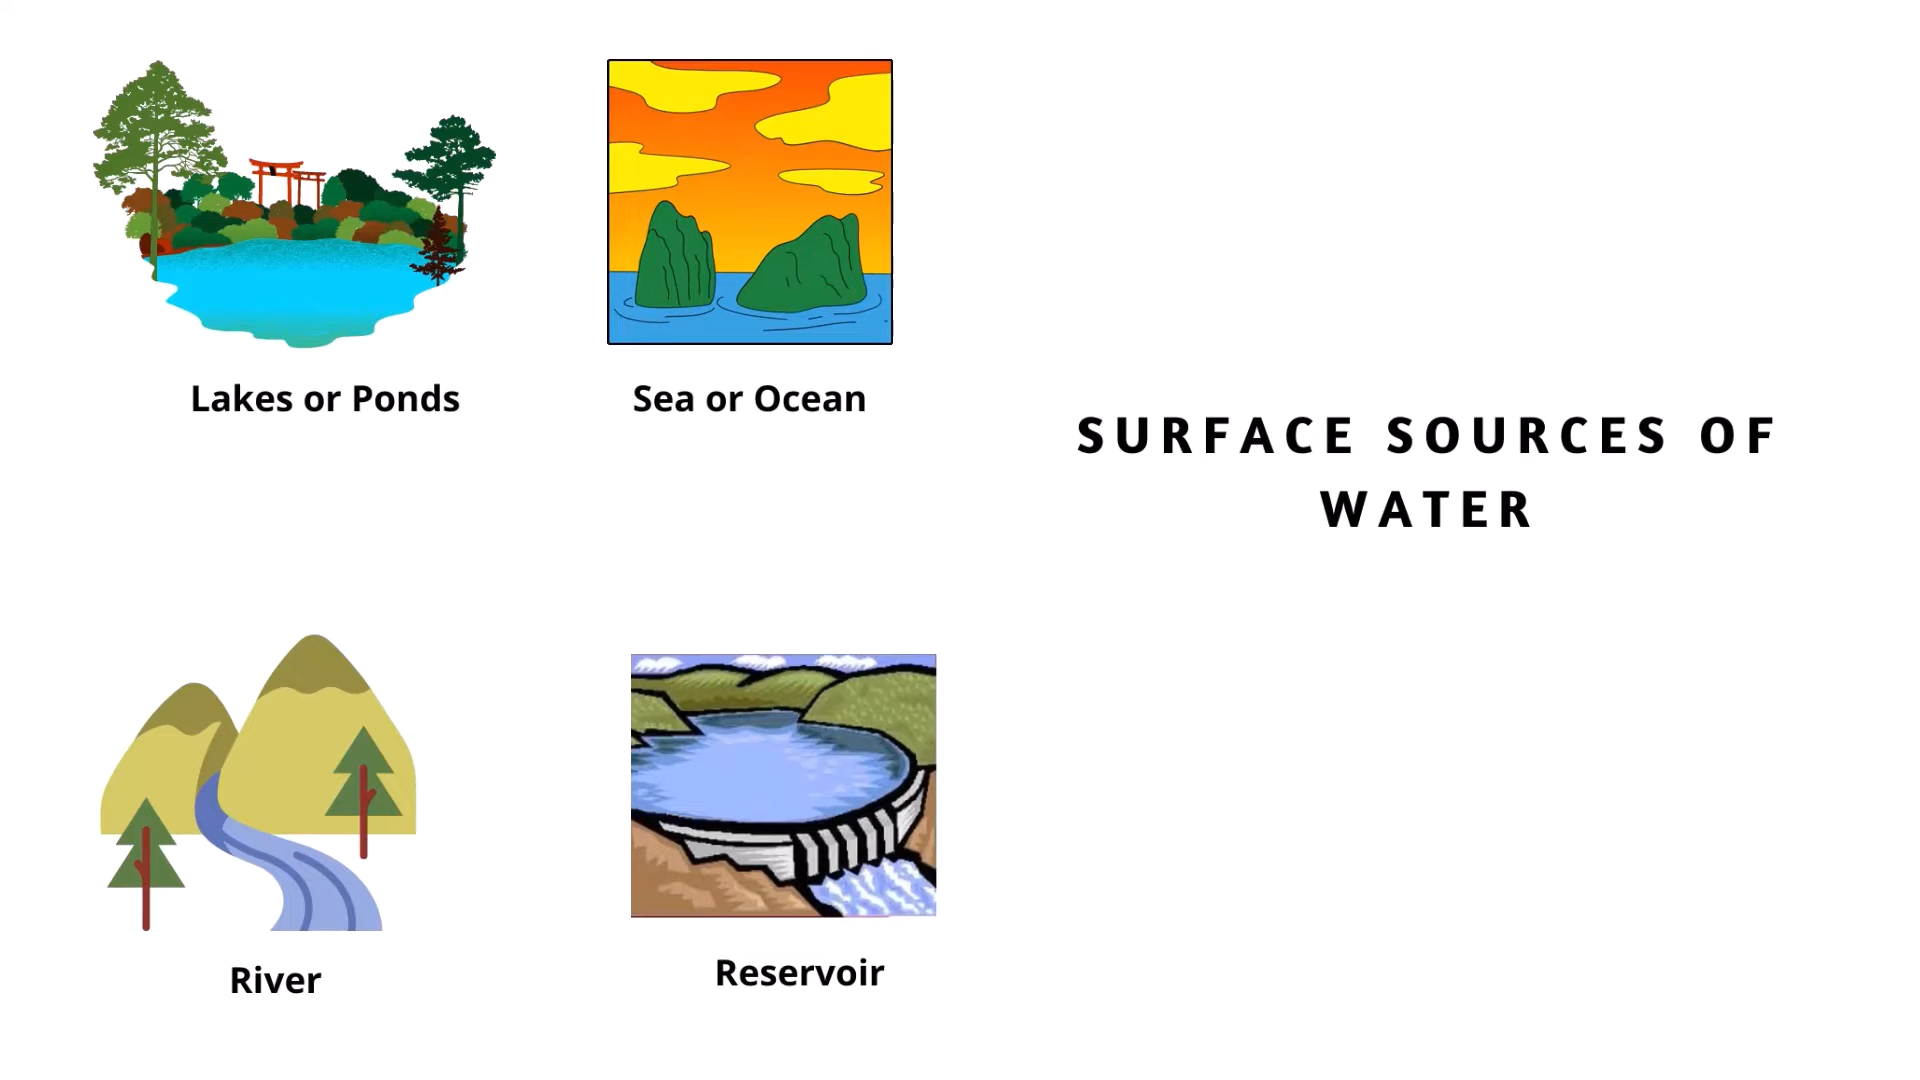 Lakes or Ponds
Sea or Ocean
SURFACE SOURCES OF
WATER
River
Reservoir